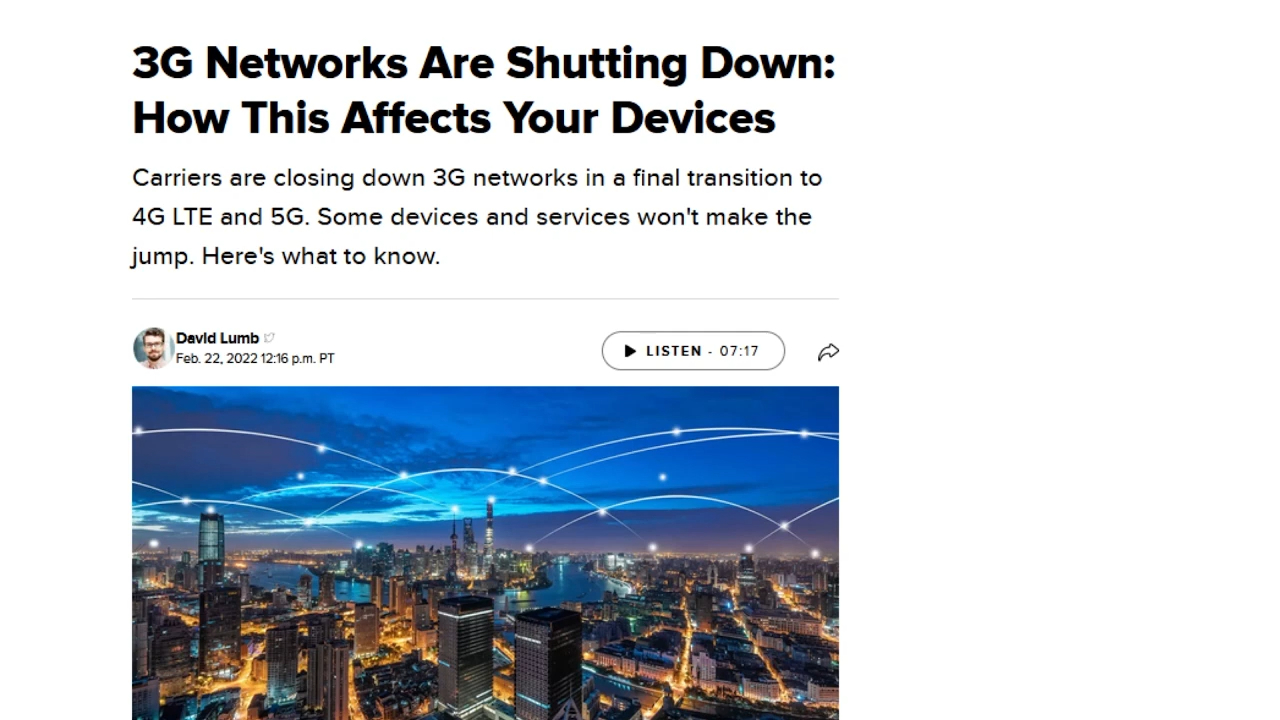 3G Networks Are Shutting Down:
How This Affects Your Devices
Carriers are closing down 3G networks in a final transition to
4G LTE and 5G. Some devices and services won't make the
jump. Here's what to know.
David Lumb
Feb. 22, 2022 12:16 p.m. PT
LISTEN - 07:17